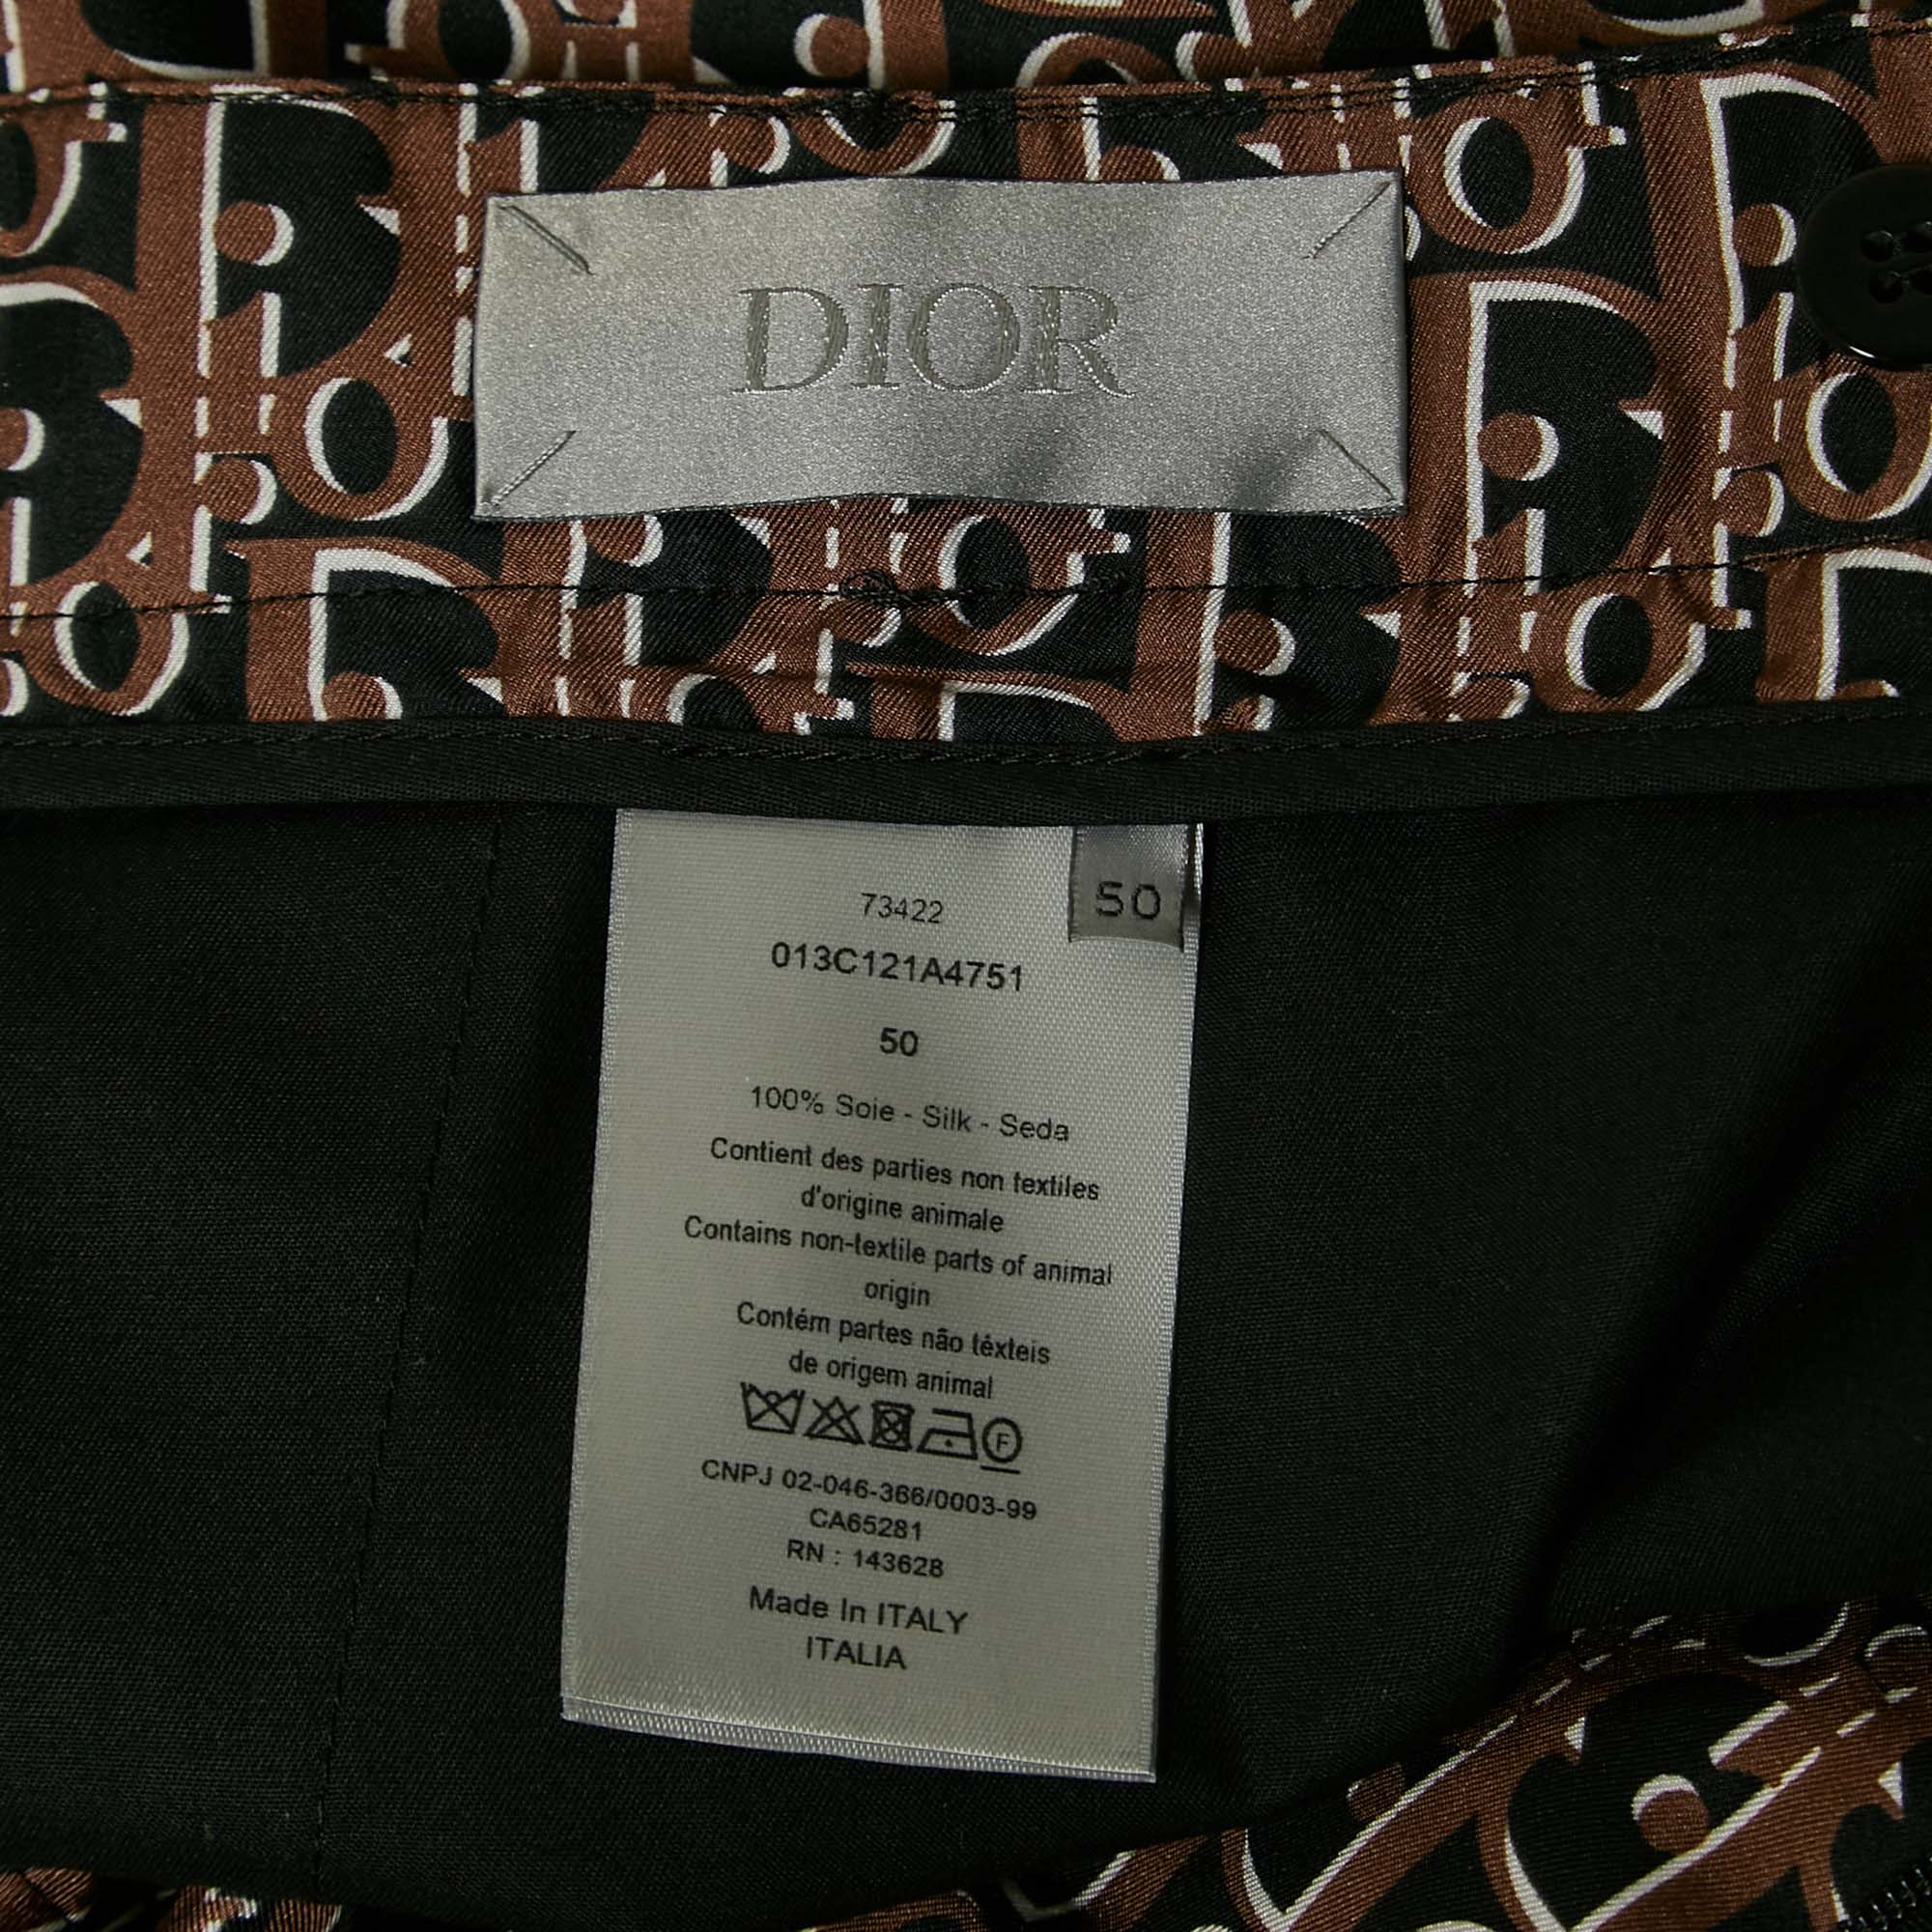 DIOR
50
73422
013C121A4751
50
100% Soie - Silk - Seda
Contient des parties non textiles
d'origine animale
Contains non-textile parts of animal
origin
Contém partes não têxteis
de origem animal
F
CNPJ 02-046-366/0003-99
CA65281
RN : 143628
Made In ITALY
ITALIA